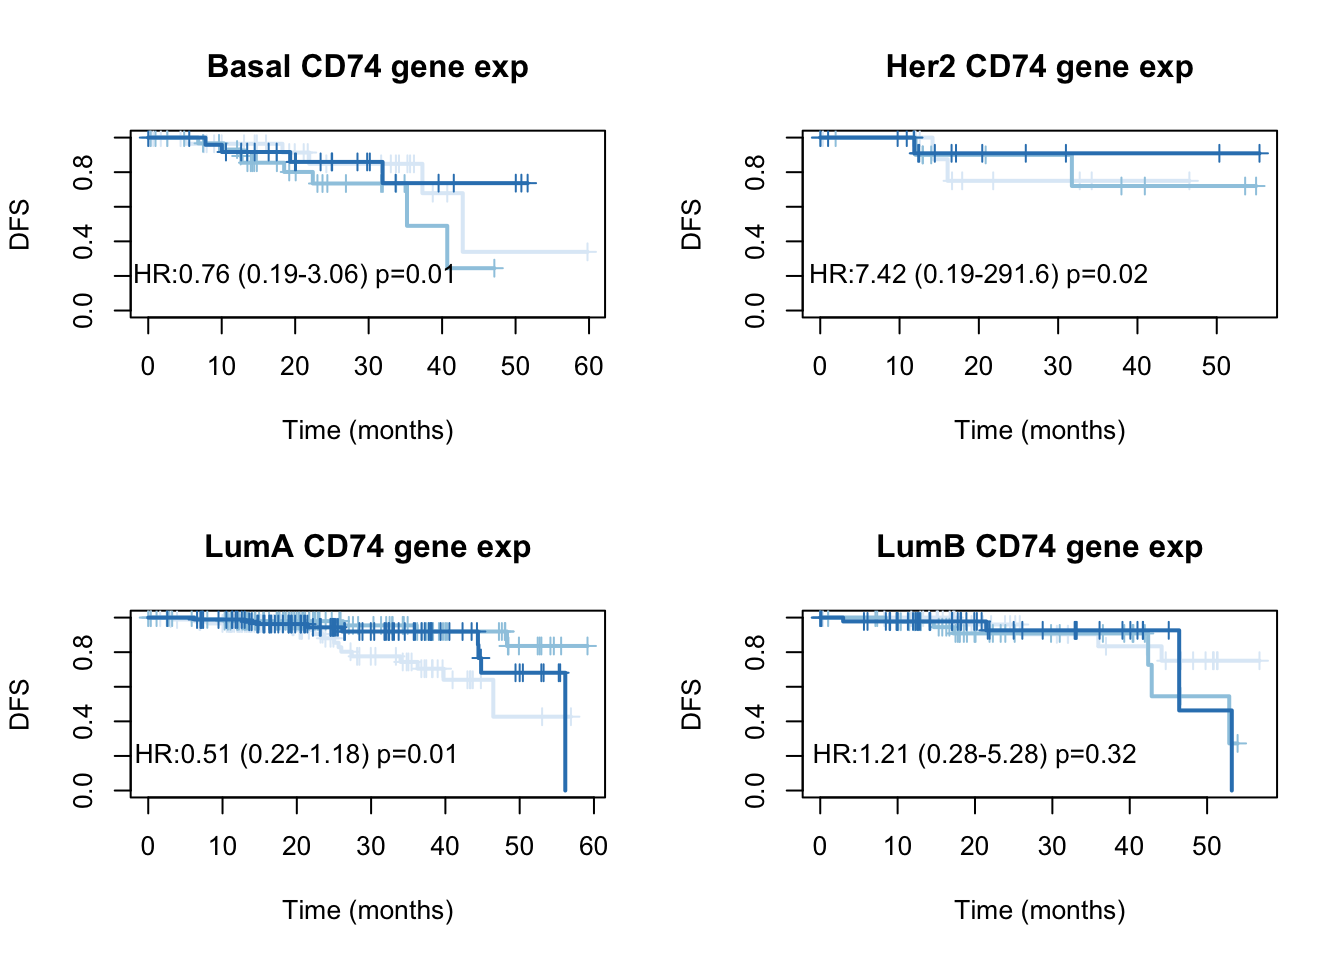 Basal CD74 gene exp
DFS
0.0 0.4 0.8
HR:0.76 (0.19-3.06) p=0.01
0 10 20 30 40 50 60
Time (months)
Her2 CD74 gene exp
DFS
0.0 0.4 0.8
HR:7.42 (0.19-291.6) p=0.02
0 10 20 30 40 50
Time (months)
LumA CD74 gene exp
DFS
0.0 0.4 0.8
HR:0.51 (0.22-1.18) p=0.01
0 10 20 30 40 50 60
Time (months)
LumB CD74 gene exp
DFS
0.0 0.4 0.8
HR:1.21 (0.28-5.28) p=0.32
0 10 20 30 40 50
Time (months)